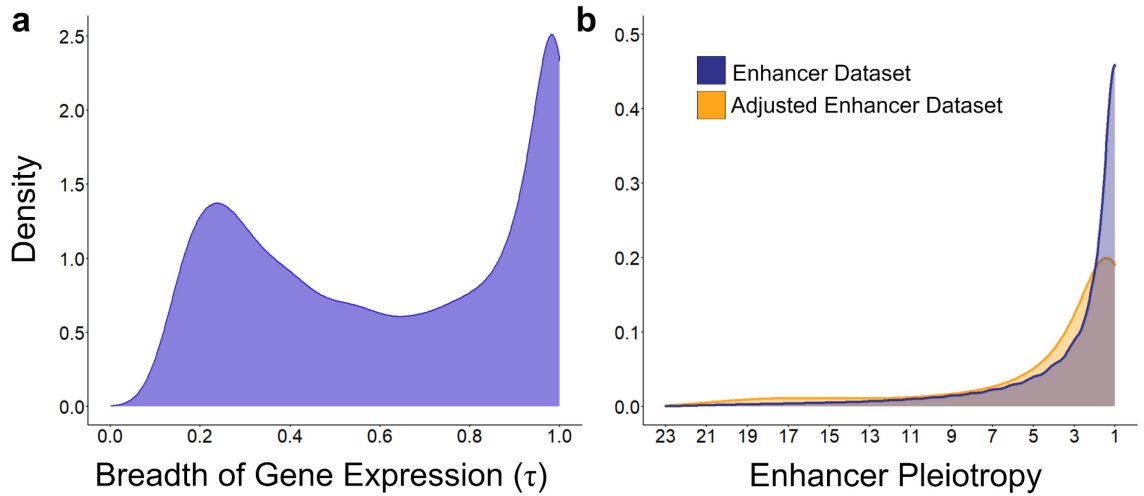 a
b
2.5
2.0
1.5
1.0
0.5
0.0
Density
0.0 0.2 0.4 0.6 0.8 1.0
Breadth of Gene Expression (τ)
0.5
0.4
0.3
0.2
0.1
0.0
Enhancer Dataset
Adjusted Enhancer Dataset
23 21 19 17 15 13 11 9 7 5 3 1
Enhancer Pleiotropy